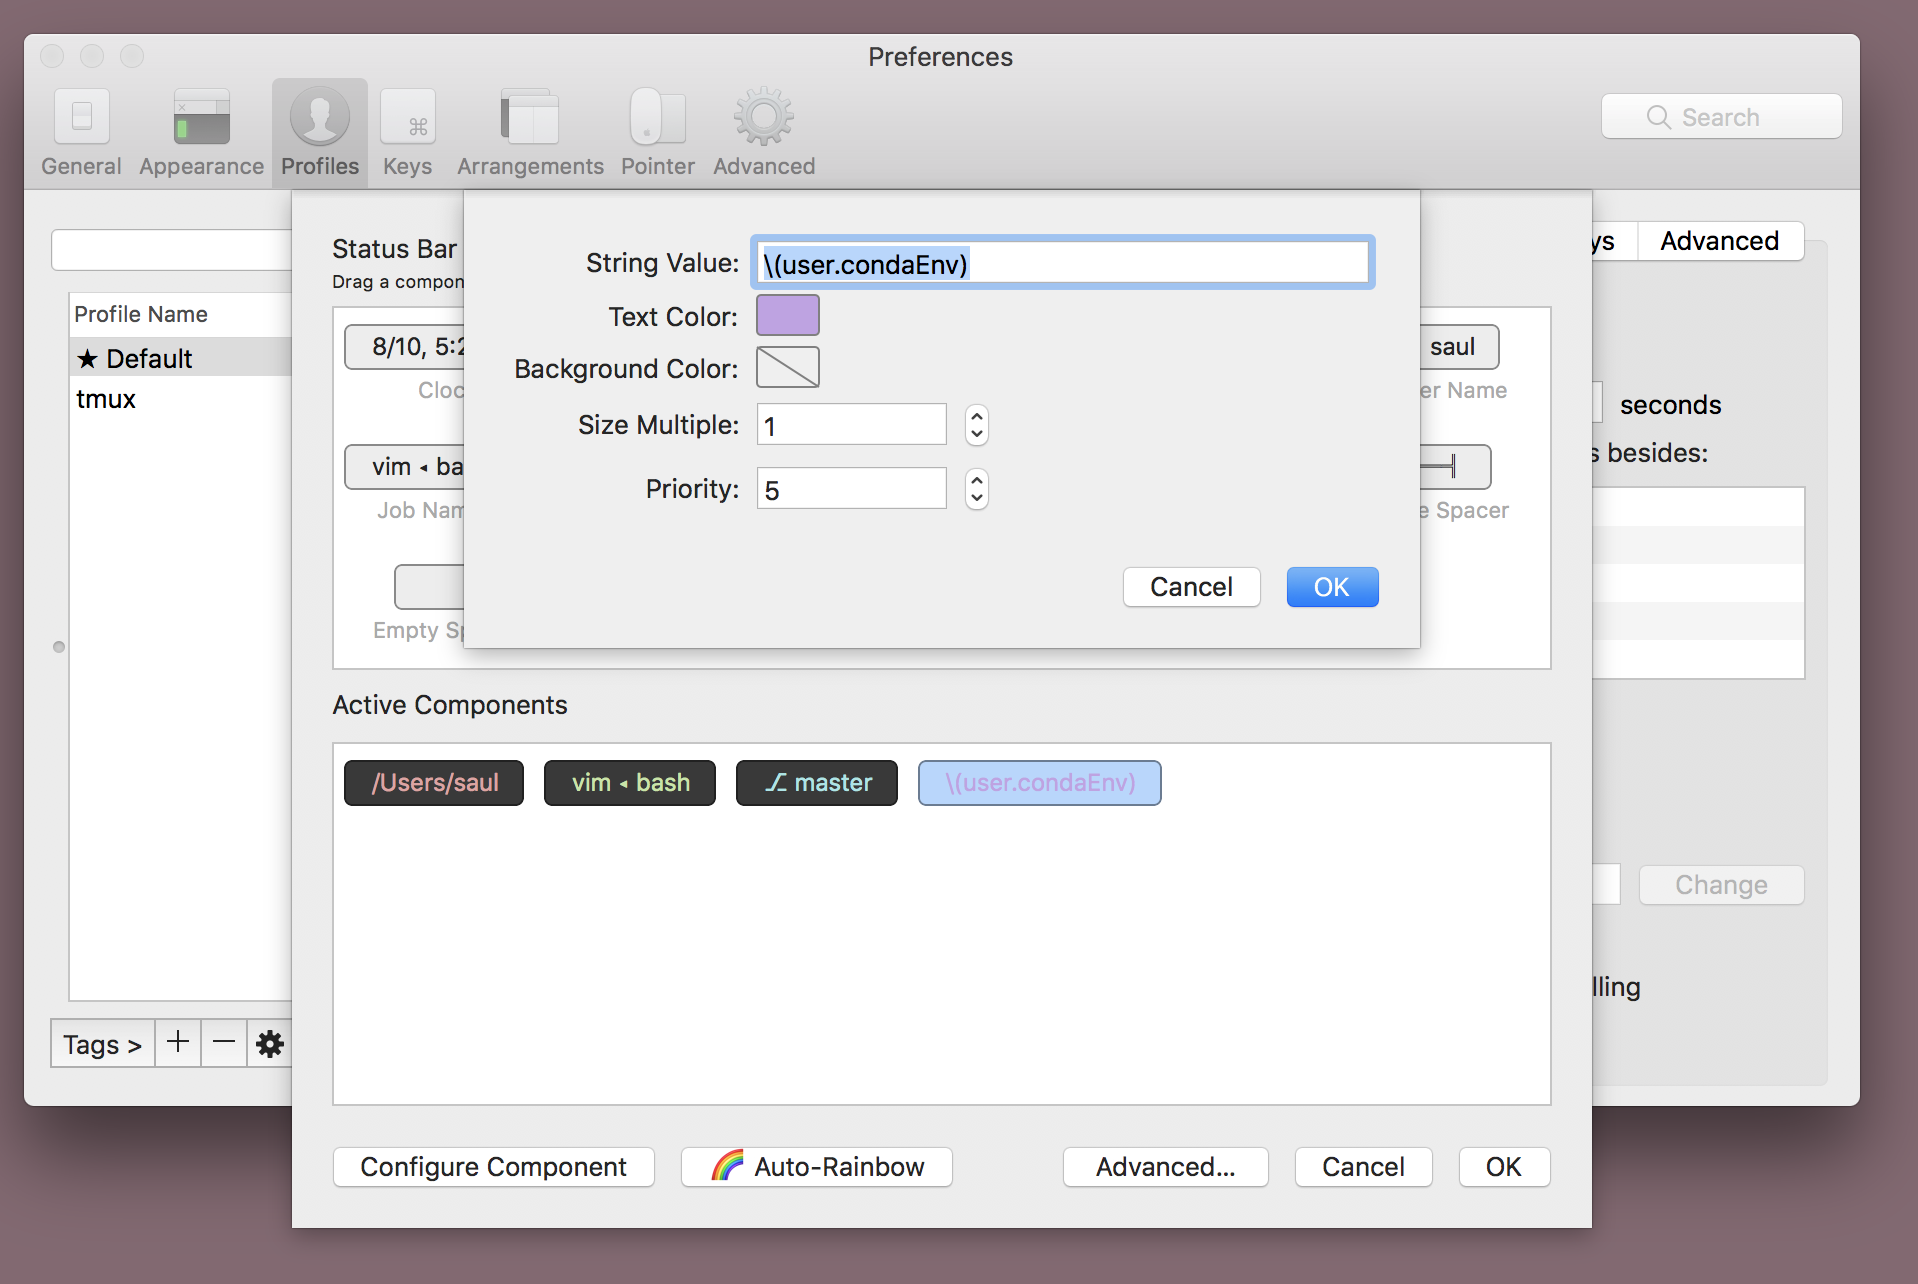 Preferences
General
Appearance
Profiles
Keys
Arrangements
Pointer
Advanced
Search
Status Bar
Drag a compon
Profile Name
★ Default
tmux
Tags >
8/10, 5:2
Cloc
vim ◂ ba
Job Nam
Empty Sp
String Value: \(user.condaEnv)
Text Color:
Background Color:
Size Multiple: 1
Priority: 5
Cancel
OK
saul
er Name
e Spacer
ys
Advanced
seconds
s besides:
Change
lling
Active Components
/Users/saul
vim ◂ bash
⎇ master
\(user.condaEnv)
Configure Component
Auto-Rainbow
Advanced...
Cancel
OK